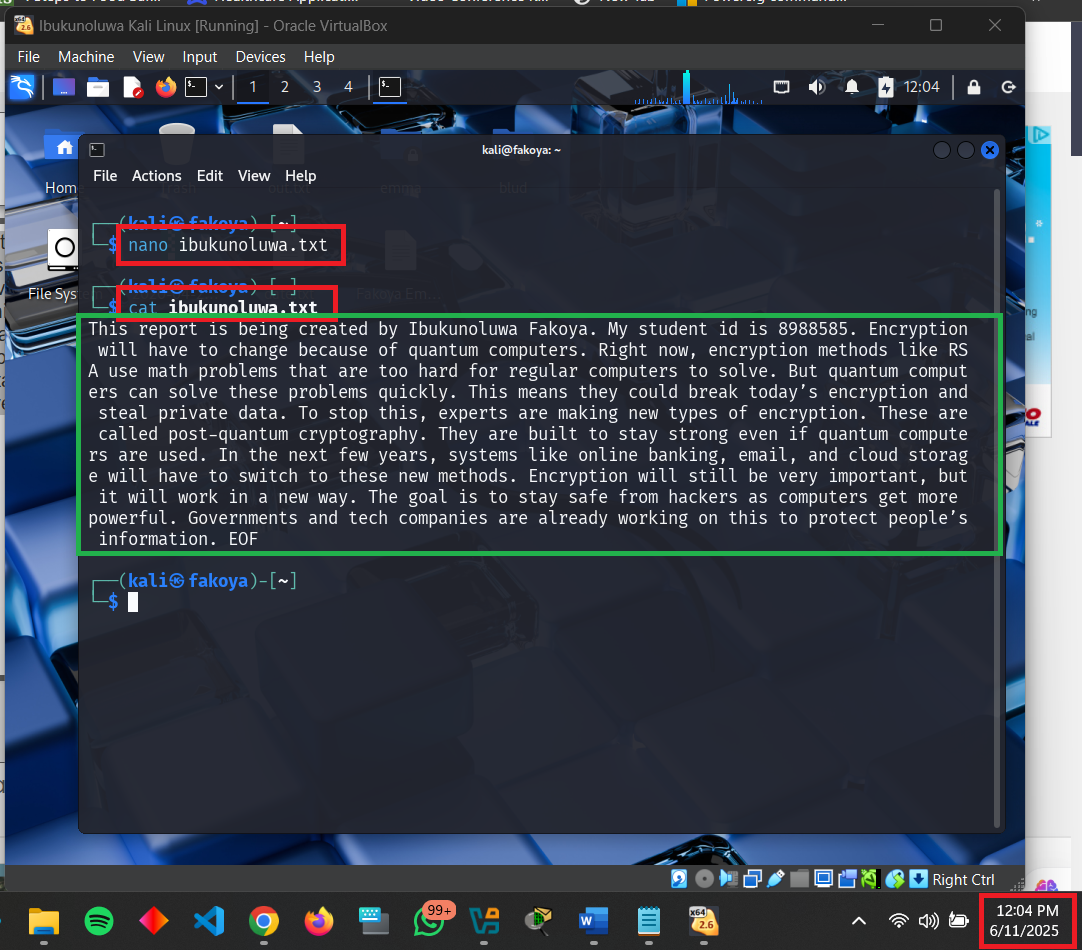 Ibukunoluwa Kali Linux [Running] - Oracle VirtualBox
File Machine View Input Devices Help
1 2 3 4 12:04
kali@fakoya: ~
File Actions Edit View Help
Home
File Sys
(kali㉿fakoya)-[~]
$ nano ibukunoluwa.txt
(kali㉿fakoya)-[~]
$ cat ibukunoluwa.txt
This report is being created by Ibukunoluwa Fakoya. My student id is 8988585. Encryption
will have to change because of quantum computers. Right now, encryption methods like RS
A use math problems that are too hard for regular computers to solve. But quantum comput
ers can solve these problems quickly. This means they could break today’s encryption and
steal private data. To stop this, experts are making new types of encryption. These are
called post-quantum cryptography. They are built to stay strong even if quantum compute
rs are used. In the next few years, systems like online banking, email, and cloud storag
e will have to switch to these new methods. Encryption will still be very important, but
it will work in a new way. The goal is to stay safe from hackers as computers get more
powerful. Governments and tech companies are already working on this to protect people’s
information. EOF
(kali㉿fakoya)-[~]
$
Right Ctrl
99+
x64
2.6
12:04 PM
6/11/2025